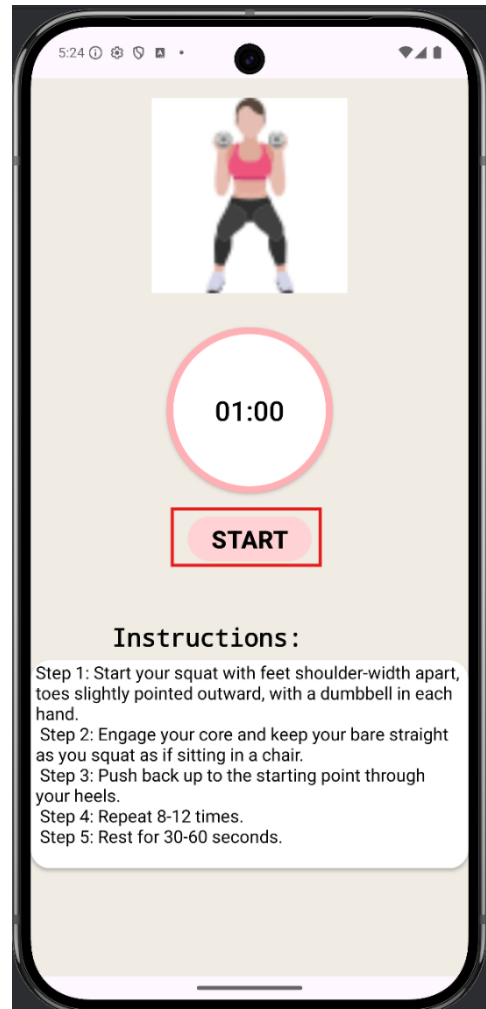 5:24
01:00
START
Instructions:
Step 1: Start your squat with feet shoulder-width apart,
toes slightly pointed outward, with a dumbbell in each
hand.
Step 2: Engage your core and keep your bare straight
as you squat as if sitting in a chair.
Step 3: Push back up to the starting point through
your heels.
Step 4: Repeat 8-12 times.
Step 5: Rest for 30-60 seconds.